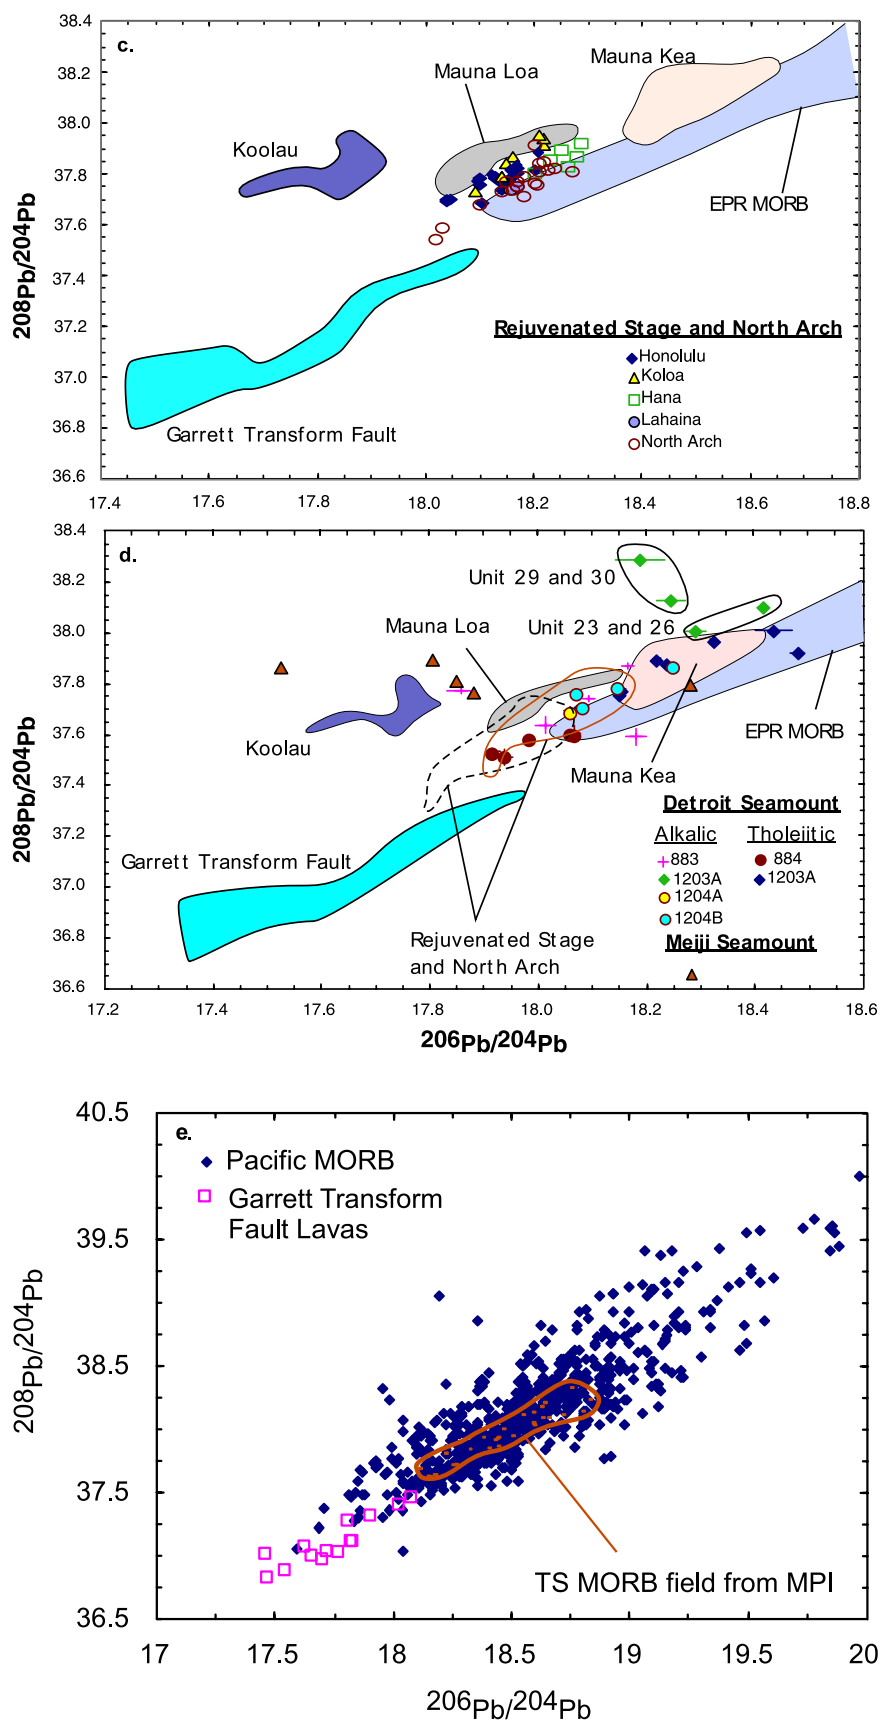 38.4
c.
38.2
38.0
37.8
37.6
37.4
37.2
37.0
36.8
36.6
208Pb/204Pb
Mauna Loa
Mauna Kea
Koolau
EPR MORB
Garrett Transform Fault
Rejuvenated Stage and North Arch
Honolulu
Koloa
Hana
Lahaina
North Arch
17.4 17.6 17.8 18.0 18.2 18.4 18.6 18.8
38.4
d.
38.2
38.0
37.8
37.6
37.4
37.2
37.0
36.8
36.6
208Pb/204Pb
Unit 29 and 30
Unit 23 and 26
Mauna Loa
Koolau
EPR MORB
Mauna Kea
Garrett Transform Fault
Rejuvenated Stage
and North Arch
Detroit Seamount
Alkalic Tholeiitic
883 884
1203A 1203A
1204A
1204B
Meiji Seamount
17.2 17.4 17.6 17.8 18.0 18.2 18.4 18.6
206Pb/204Pb
40.5
e.
39.5
38.5
37.5
36.5
208Pb/204Pb
Pacific MORB
Garrett Transform
Fault Lavas
TS MORB field from MPI
17 17.5 18 18.5 19 19.5 20
206Pb/204Pb